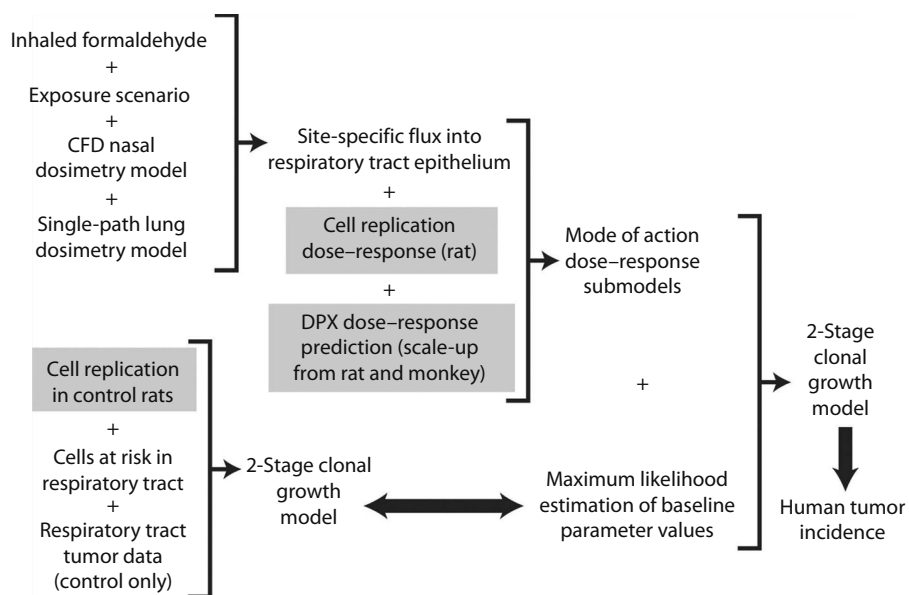 Inhaled formaldehyde
+
Exposure scenario
+
CFD nasal
dosimetry model
+
Single-path lung
dosimetry model
Site-specific flux into
respiratory tract epithelium
+
Cell replication
dose–response (rat)
+
DPX dose–response
prediction (scale-up
from rat and monkey)
Mode of action
dose–response
submodels
+
Cell replication
in control rats
+
Cells at risk in
respiratory tract
+
Respiratory tract
tumor data
(control only)
2-Stage clonal
growth
model
Maximum likelihood
estimation of baseline
parameter values
2-Stage
clonal
growth
model
Human tumor
incidence